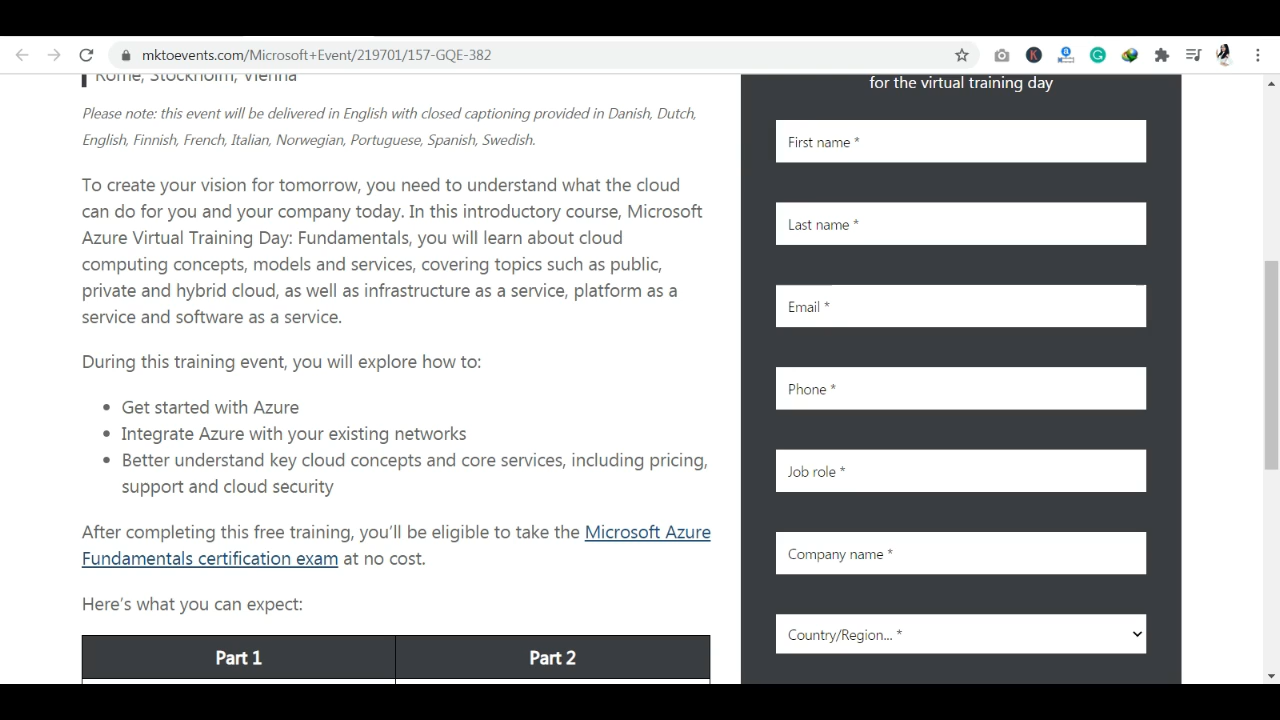 mktoevents.com/Microsoft+Event/219701/157-GQE-382
Rome, Stockholm, Vienna
Please note: this event will be delivered in English with closed captioning provided in Danish, Dutch,
English, Finnish, French, Italian, Norwegian, Portuguese, Spanish, Swedish.
To create your vision for tomorrow, you need to understand what the cloud
can do for you and your company today. In this introductory course, Microsoft
Azure Virtual Training Day: Fundamentals, you will learn about cloud
computing concepts, models and services, covering topics such as public,
private and hybrid cloud, as well as infrastructure as a service, platform as a
service and software as a service.
During this training event, you will explore how to:
• Get started with Azure
• Integrate Azure with your existing networks
• Better understand key cloud concepts and core services, including pricing,
support and cloud security
After completing this free training, you’ll be eligible to take the Microsoft Azure
Fundamentals certification exam at no cost.
Here’s what you can expect:
Part 1
Part 2
for the virtual training day
First name *
Last name *
Email *
Phone *
Job role *
Company name *
Country/Region... *